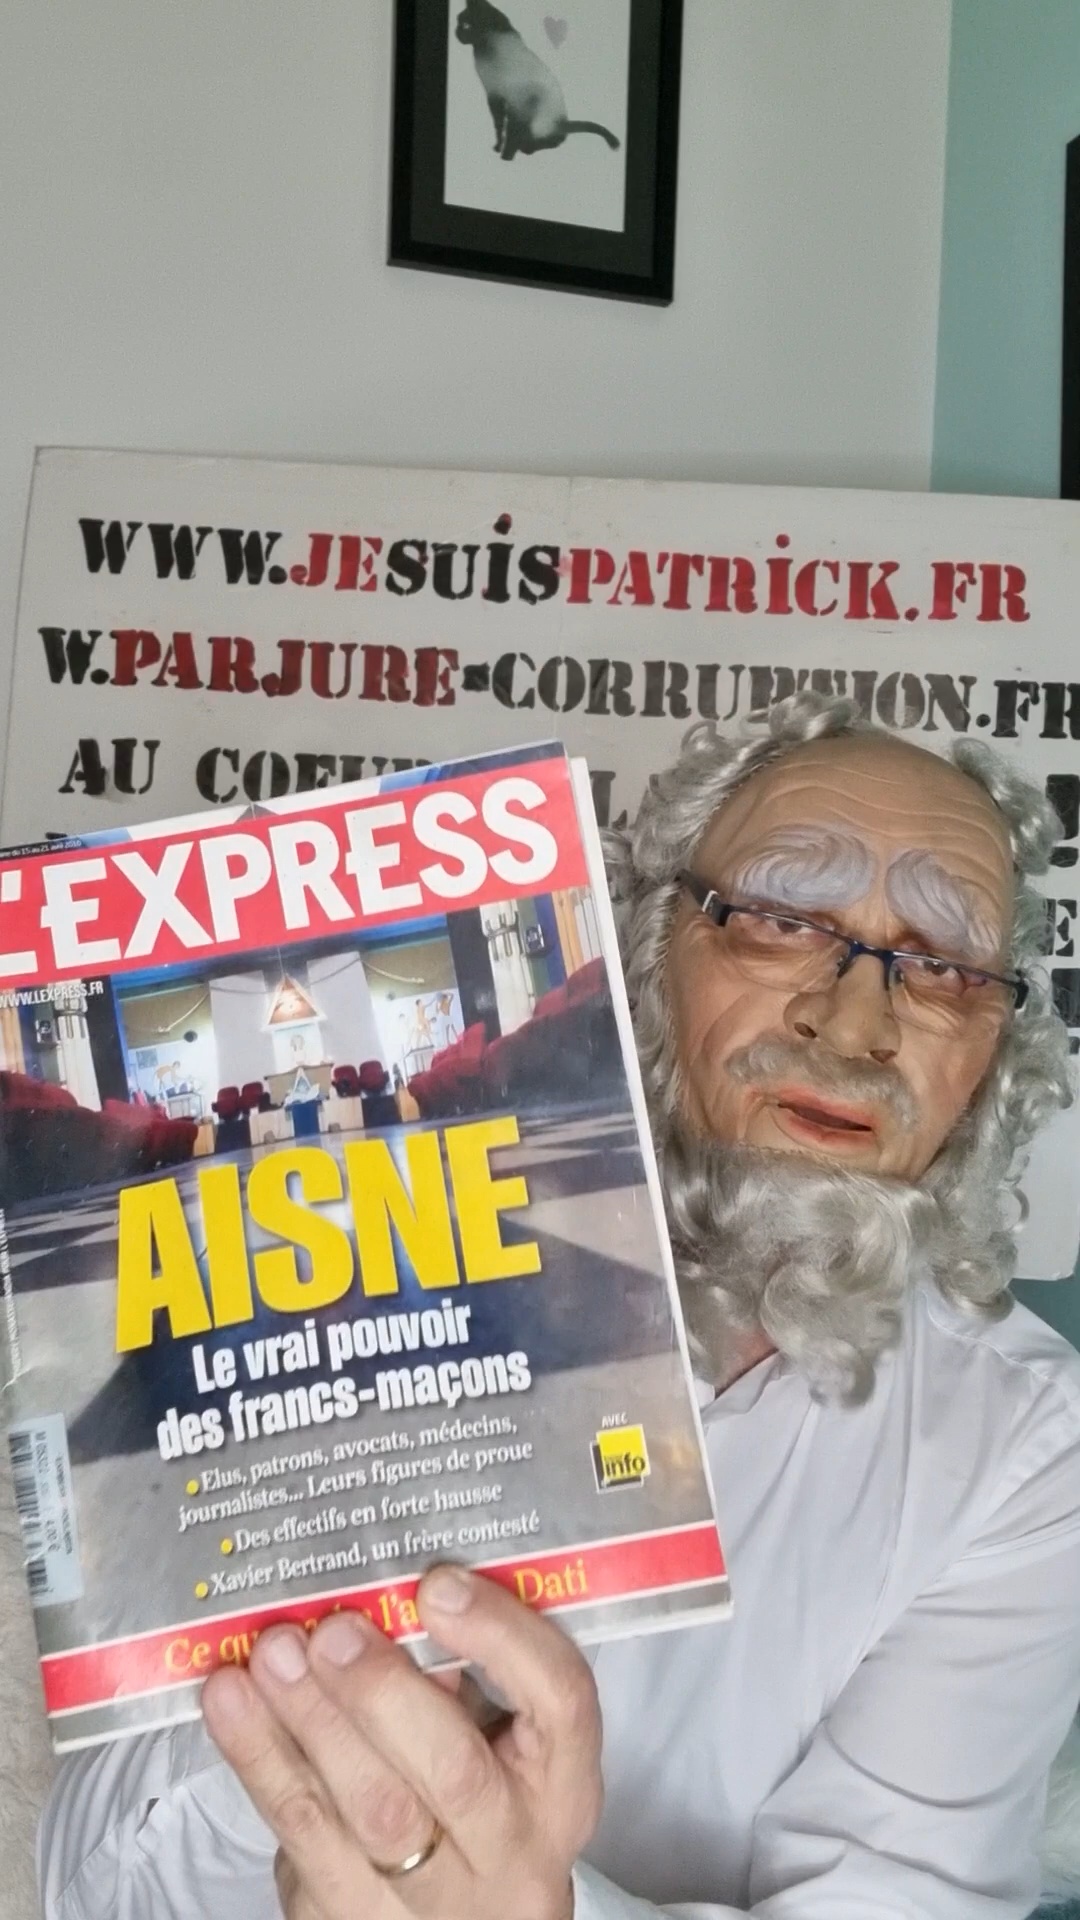 WWW.JESUISPATRICK.FR
W.PARJURE-CORRUPTION.FR
AU COEUR
L'EXPRESS
WWW.LEXPRESS.FR
AISNE
Le vrai pouvoir
des francs-maçons
Elus, patrons, avocats, médecins,
journalistes... Leurs figures de proue
Des effectifs en forte hausse
Xavier Bertrand, un frère contesté
AVEC
info
Ce l'a Dati